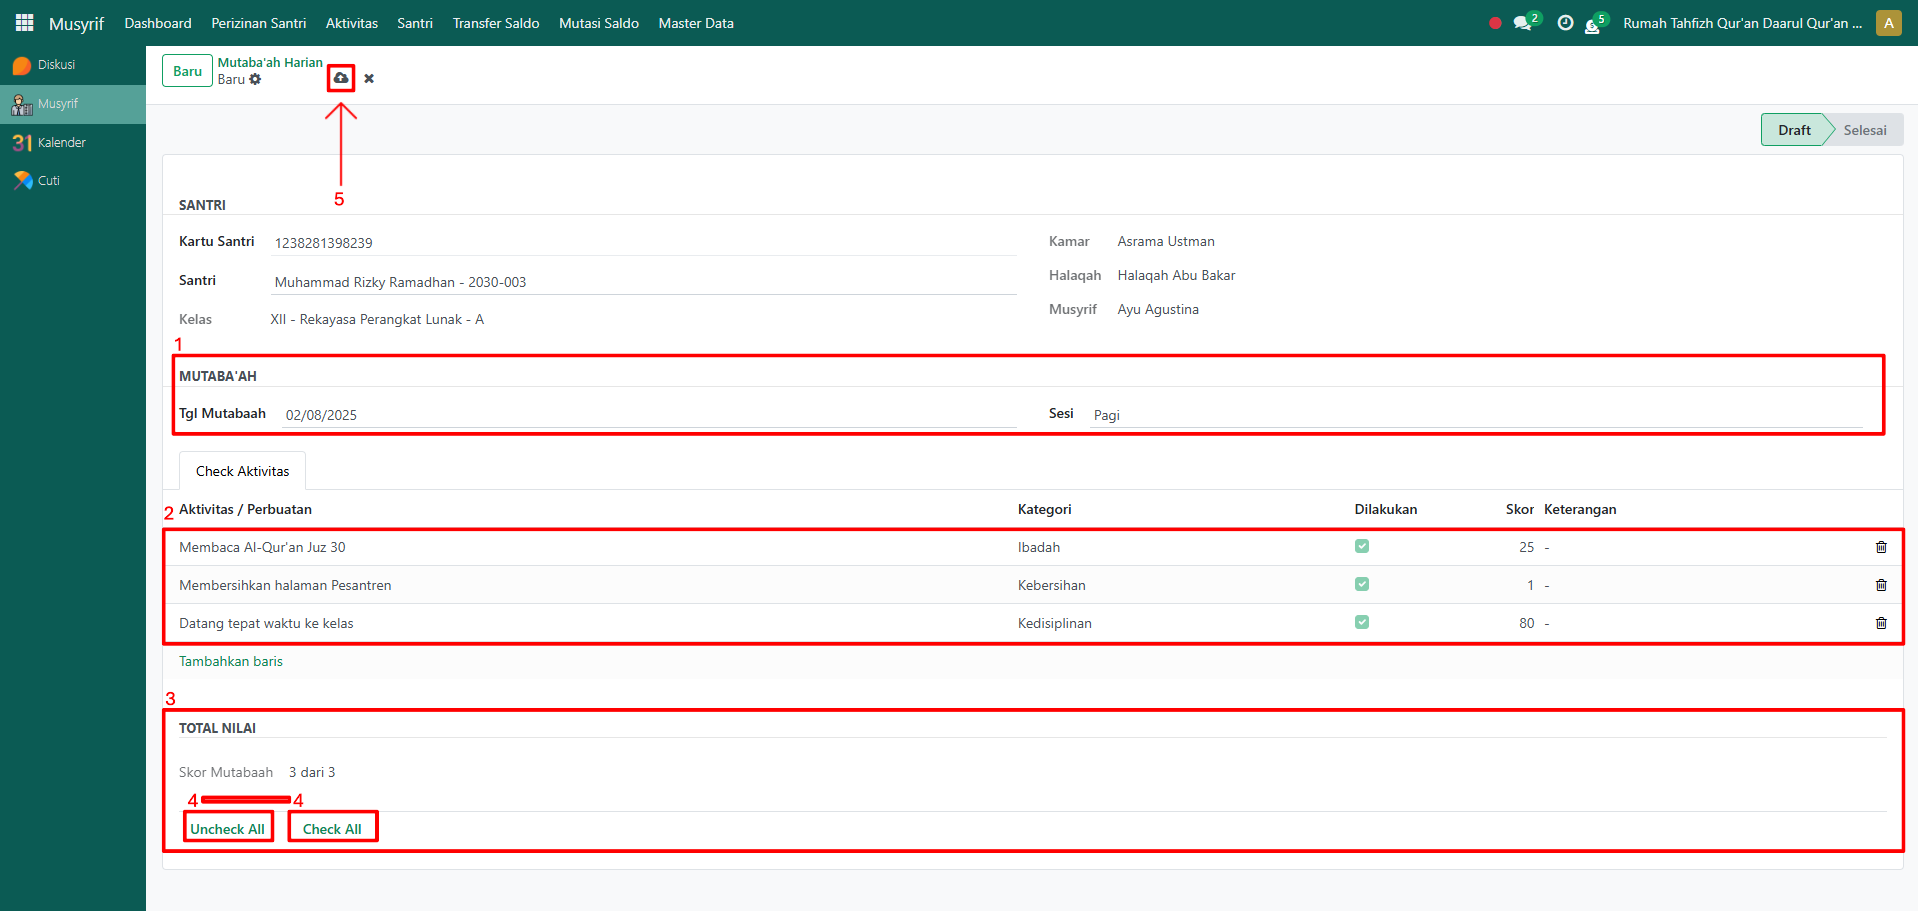 Musyrif Dashboard Perizinan Santri Aktivitas Santri Transfer Saldo Mutasi Saldo Master Data 2 5 Rumah Tahfizh Qur'an Daarul Qur'an ... A
Diskusi
Musyrif
31 Kalender
Cuti
Baru Mutaba'ah Harian
Baru
5
Draft Selesai
SANTRI
Kartu Santri 1238281398239
Kamar Asrama Ustman
Santri Muhammad Rizky Ramadhan - 2030-003
Halaqah Halaqah Abu Bakar
Kelas XII - Rekayasa Perangkat Lunak - A
Musyrif Ayu Agustina
1
MUTABA'AH
Tgl Mutabaah 02/08/2025 Sesi Pagi
Check Aktivitas
2
Aktivitas / Perbuatan Kategori Dilakukan Skor Keterangan
Membaca Al-Qur'an Juz 30 Ibadah 25 -
Membersihkan halaman Pesantren Kebersihan 1 -
Datang tepat waktu ke kelas Kedisiplinan 80 -
Tambahkan baris
3
TOTAL NILAI
Skor Mutabaah 3 dari 3
4 4
Uncheck All Check All